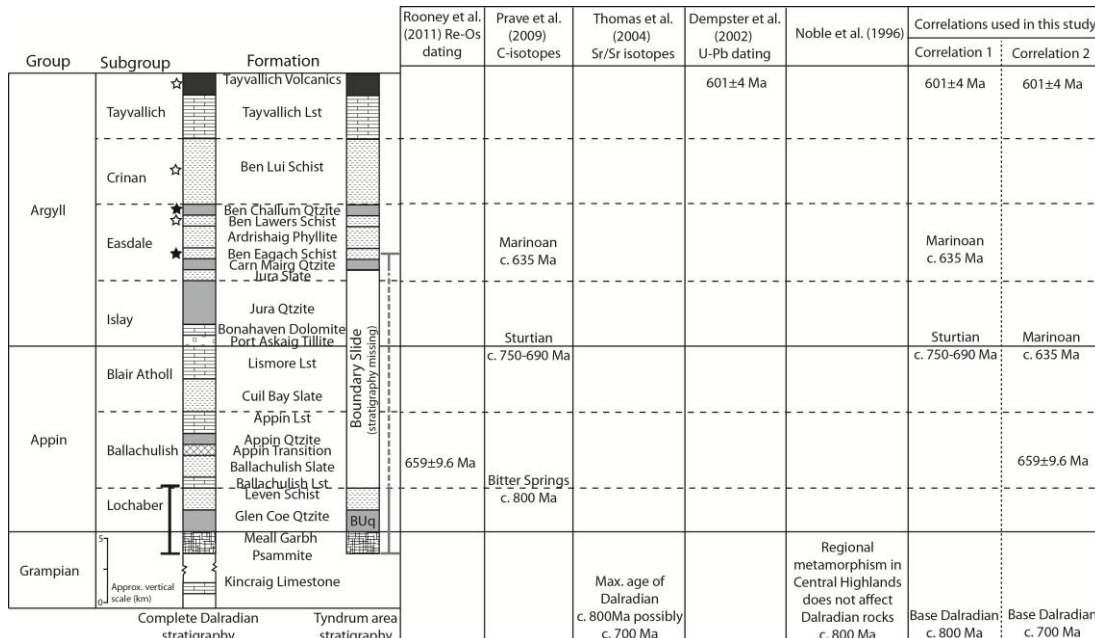 Group
Subgroup
Formation
Rooney et al.
(2011) Re-Os
dating
Prave et al.
(2009)
C-isotopes
Thomas et al.
(2004)
Sr/Sr isotopes
Dempster et al.
(2002)
U-Pb dating
Noble et al. (1996)
Correlations used in this study
Correlation 1
Correlation 2
Tayvallich Volcanics
601±4 Ma
601±4 Ma
601±4 Ma
Tayvallich
Tayvallich Lst
Crinan
Ben Lui Schist
Argyll
Ben Challum Qtzite
Ben Lawers Schist
Easdale
Ardrishaig Phyllite
Ben Eagach Schist
Carn Mairg Qtzite
Jura Slate
Marinoan
c. 635 Ma
Marinoan
c. 635 Ma
Islay
Jura Qtzite
Bonahaven Dolomite
Port Askaig Tillite
Sturtian
c. 750-690 Ma
Sturtian
c. 750-690 Ma
Marinoan
c. 635 Ma
Boundary Slide
(stratigraphy missing)
Blair Atholl
Lismore Lst
Cuil Bay Slate
Appin
Appin Lst
Appin Qtzite
Ballachulish
Appin Transition
Ballachulish Slate
Ballachulish Lst
659±9.6 Ma
659±9.6 Ma
Bitter Springs
c. 800 Ma
Lochaber
Leven Schist
Glen Coe Qtzite
BUq
Meall Garbh
Psammite
Grampian
5
Approx. vertical
scale (km)
0
Kincraig Limestone
Max. age of
Dalradian
c. 800Ma possibly
c. 700 Ma
Regional
metamorphism in
Central Highlands
does not affect
Dalradian rocks
c. 800 Ma
Base Dalradian
c. 800 Ma
Base Dalradian
c. 700 Ma
Complete Dalradian
stratigraphy
Tyndrum area
stratigraphy